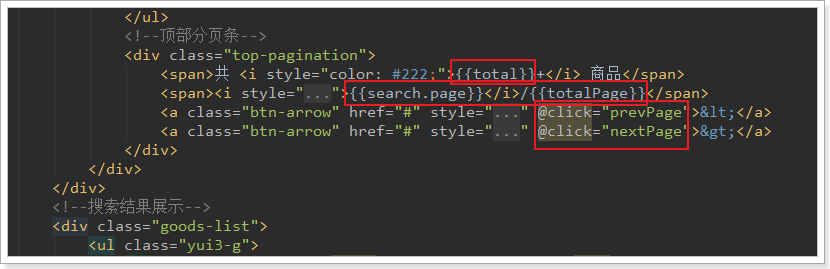 </ul>
<!--顶部分页条-->
<div class="top-pagination">
<span>共 <i style="color: #222;">{{total}}+</i> 商品</span>
<span><i style="...">{{search.page}}</i>/{{totalPage}}</span>
<a class="btn-arrow" href="#" style="..." @click="prevPage">&lt;</a>
<a class="btn-arrow" href="#" style="..." @click="nextPage">&gt;</a>
</div>
</div>
</div>
<!--搜索结果展示-->
<div class="goods-list">
<ul class="yui3-g">